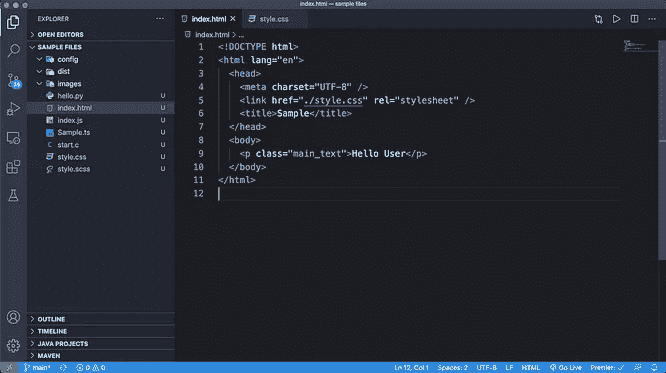 index.html — sample files
EXPLORER
OPEN EDITORS
SAMPLE FILES
config
dist
images
hello.py U
index.html U
index.js U
Sample.ts U
start.c U
style.css U
style.scss U
OUTLINE
TIMELINE
JAVA PROJECTS
MAVEN
index.html style.css
index.html > ...
1 <!DOCTYPE html>
2 <html lang="en">
3 <head>
4 <meta charset="UTF-8" />
5 <link href="./style.css" rel="stylesheet" />
6 <title>Sample</title>
7 </head>
8 <body>
9 <p class="main_text">Hello User</p>
10 </body>
11 </html>
12
main* 0 0 Ln 12, Col 1 Spaces: 2 UTF-8 LF HTML Go Live Prettier: ✓